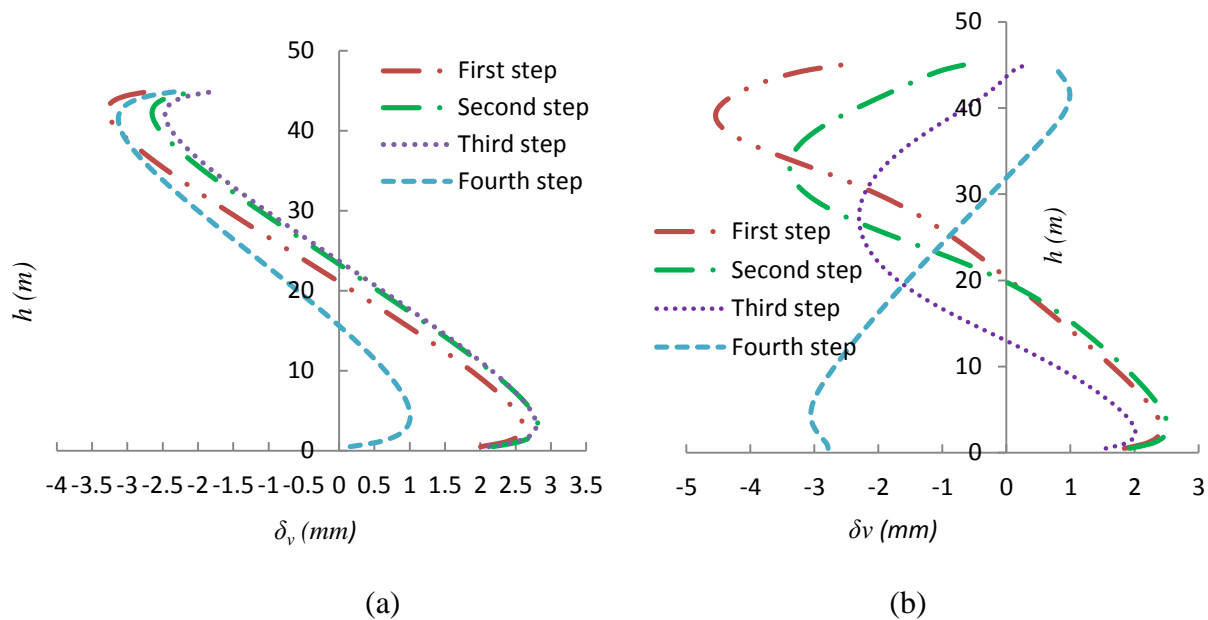 50
40
30
20
10
0
h (m)
First step
Second step
Third step
Fourth step
-4 -3.5 -3 -2.5 -2 -1.5 -1 -0.5 0 0.5 1 1.5 2 2.5 3 3.5
δv (mm)
(a)
50
40
30
20
10
0
h (m)
First step
Second step
Third step
Fourth step
-5 -4 -3 -2 -1 0 1 2 3
δv (mm)
(b)